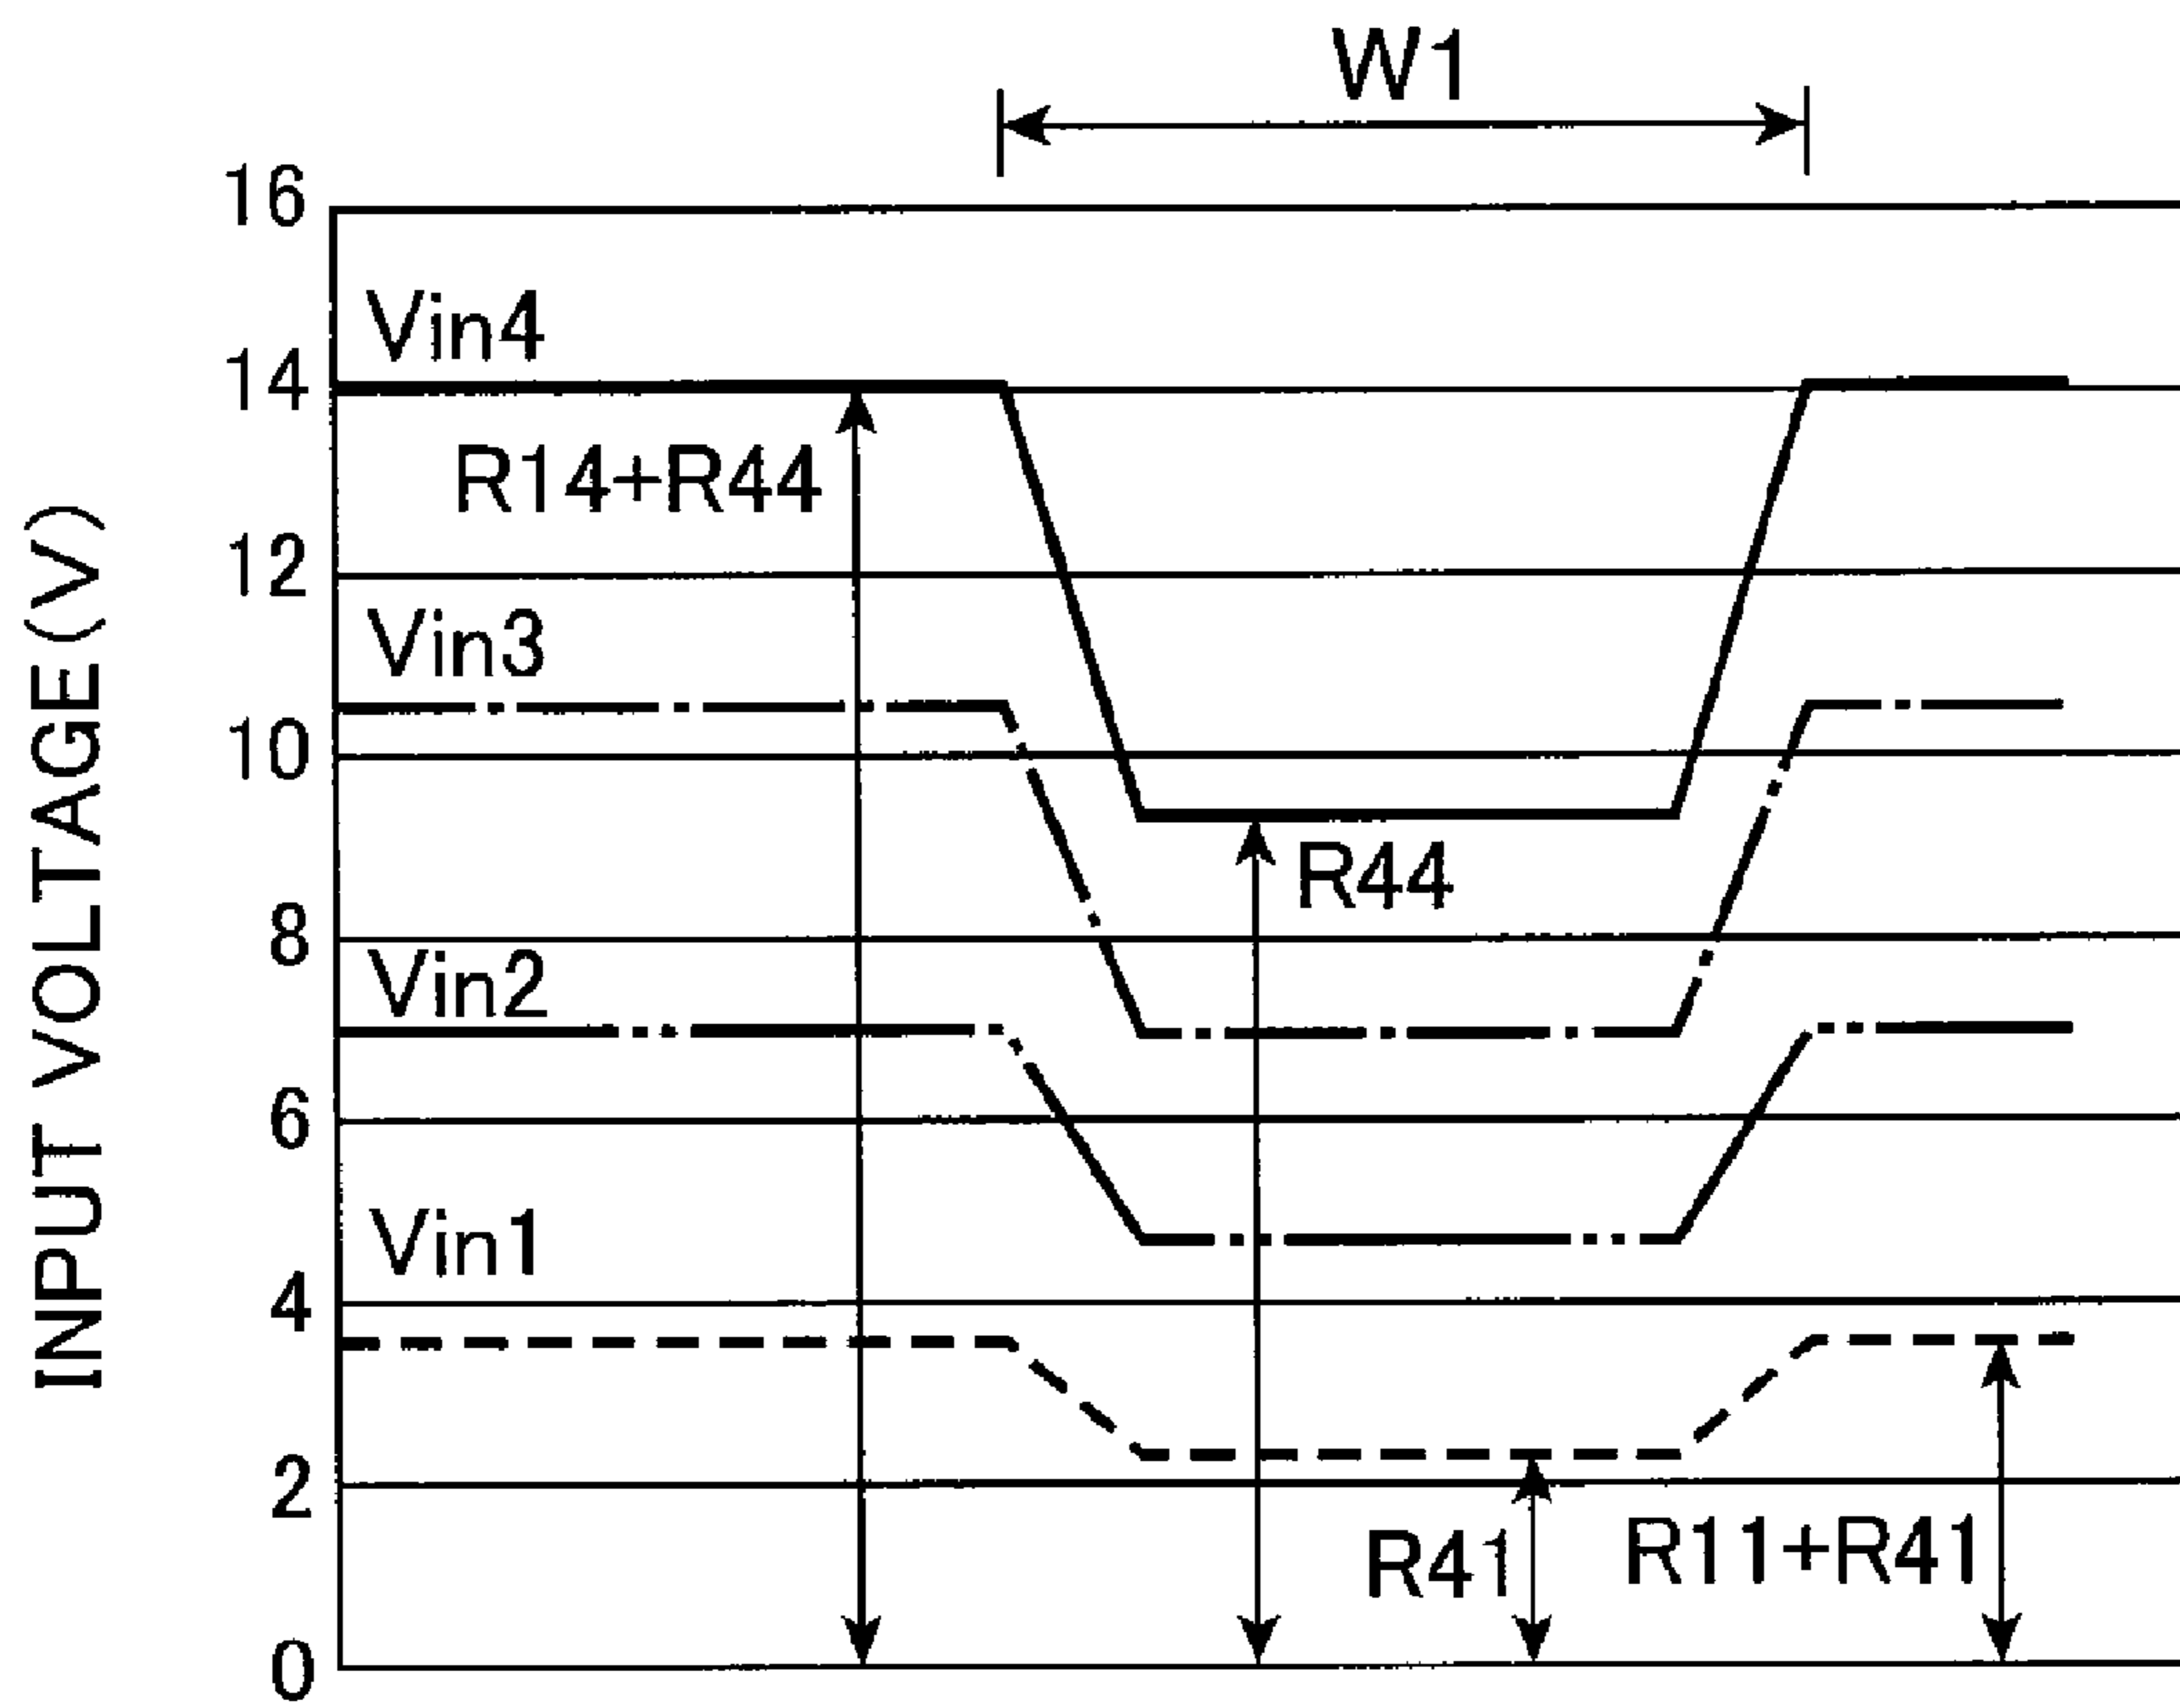 W1
16
Vin4
14
R14+R44
12
Vin3
10
R44
8
Vin2
6
Vin1
4
2
R41
R11+R41
0
INPUT VOLTAGE(V)